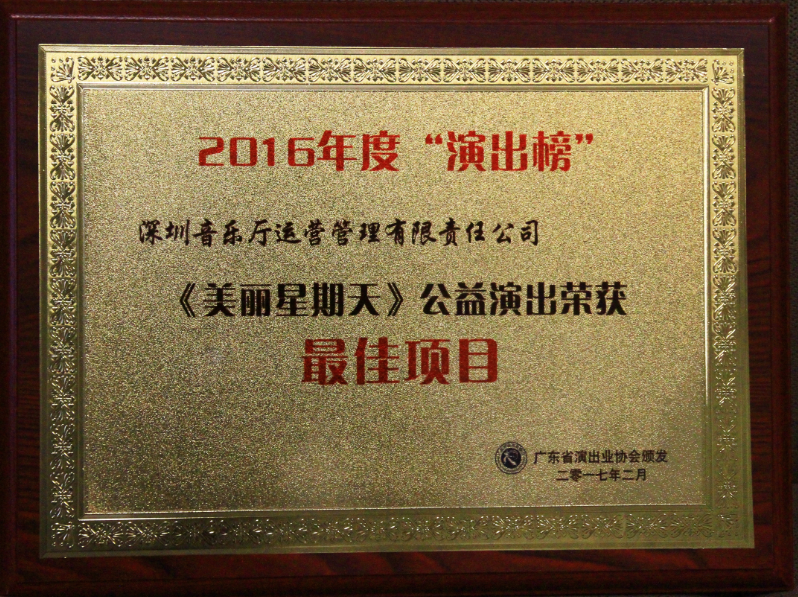 2016年度“演出榜”
深圳音乐厅运营管理有限责任公司
《美丽星期天》公益演出荣获
最佳项目
广东省演出业协会颁发
二零一七年二月